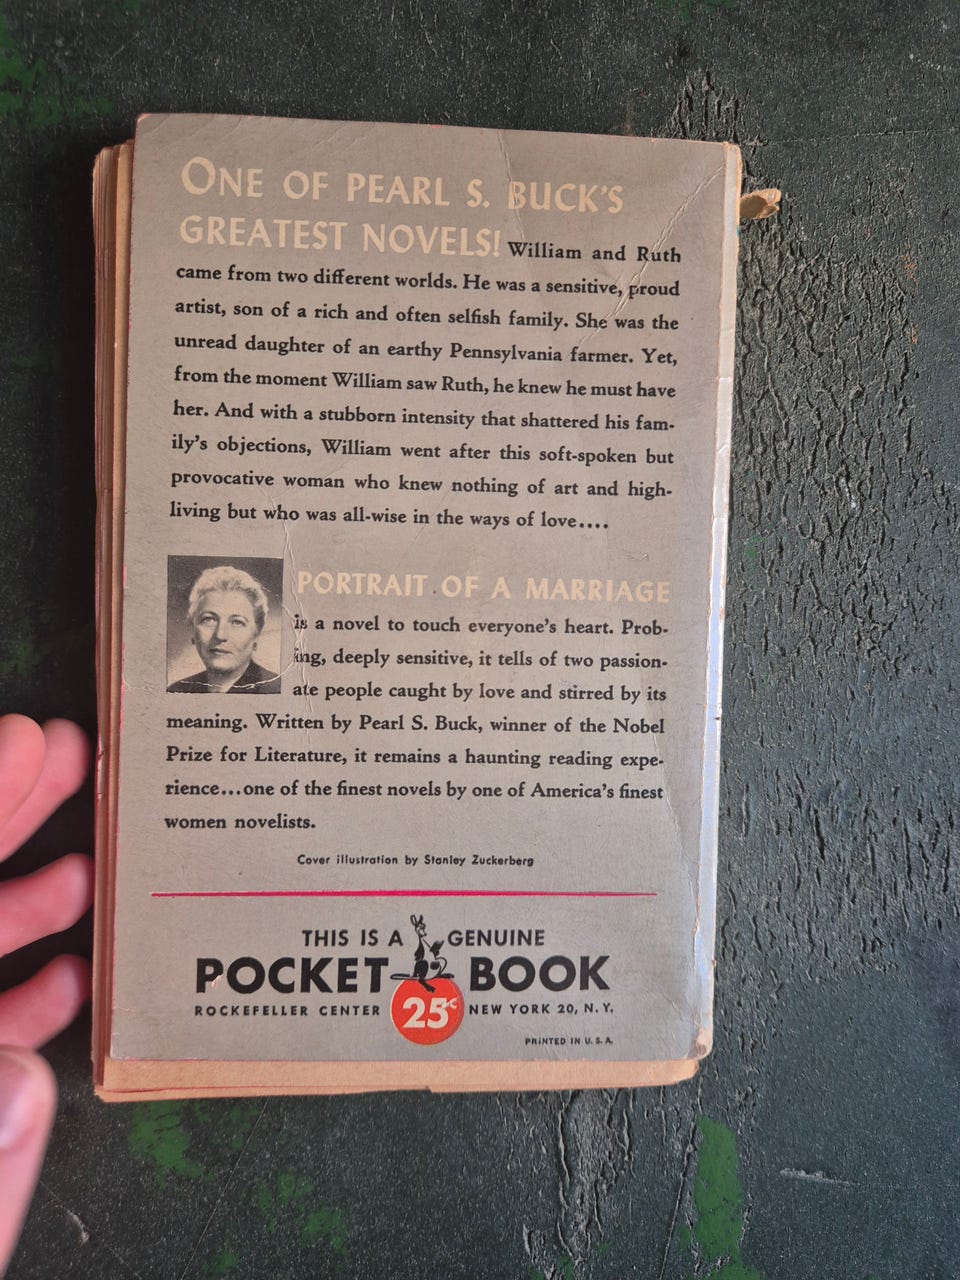 ONE OF PEARL S. BUCK'S
GREATEST NOVELS! William and Ruth
came from two different worlds. He was a sensitive, proud
artist, son of a rich and often selfish family. She was the
unread daughter of an earthy Pennsylvania farmer. Yet,
from the moment William saw Ruth, he knew he must have
her. And with a stubborn intensity that shattered his fam-
ily's objections, William went after this soft-spoken but
provocative woman who knew nothing of art and high-
living but who was all-wise in the ways of love....
PORTRAIT OF A MARRIAGE
is a novel to touch everyone's heart. Prob-
ing, deeply sensitive, it tells of two passion-
ate people caught by love and stirred by its
meaning. Written by Pearl S. Buck, winner of the Nobel
Prize for Literature, it remains a haunting reading expe-
rience...one of the finest novels by one of America's finest
women novelists.
Cover illustration by Stanley Zuckerberg
THIS IS A GENUINE
POCKET BOOK
ROCKEFELLER CENTER 25c NEW YORK 20, N. Y.
PRINTED IN U. S. A.